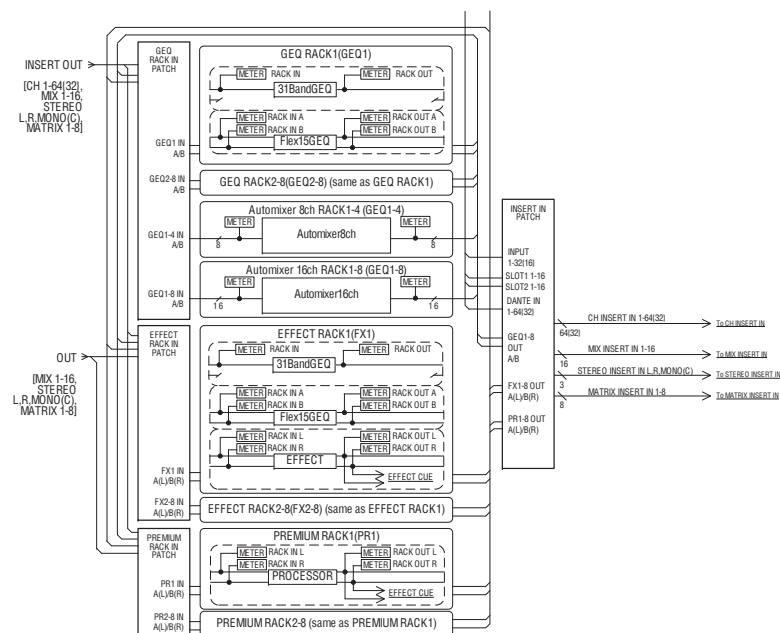 INSERT OUT
[CH 1-64(32),
MIX 1-16,
STEREO
L,R,MONO(C),
MATRIX 1-8]
GEQ
RACK IN
PATCH
GEQ RACK1(GEQ1)
METER RACK IN
METER RACK OUT
31BandGEQ
METER RACK IN A
METER RACK OUT A
METER RACK IN B
METER RACK OUT B
Flex15GEQ
GEQ1 IN
A/B
GEQ2-8 IN
A/B
GEQ RACK2-8(GEQ2-8) (same as GEQ RACK1)
Automixer 8ch RACK1-4 (GEQ1-4)
METER
METER
Automixer8ch
GEQ1-4 IN
A/B
8
8
Automixer 16ch RACK1-8 (GEQ1-8)
METER
METER
Automixer16ch
GEQ1-8 IN
A/B
16
16
OUT
[MIX 1-16,
STEREO
L,R,MONO(C),
MATRIX 1-8]
EFFECT
RACK IN
PATCH
EFFECT RACK1(FX1)
METER RACK IN
METER RACK OUT
31BandGEQ
METER RACK IN A
METER RACK OUT A
METER RACK IN B
METER RACK OUT B
Flex15GEQ
METER RACK IN L
METER RACK OUT L
METER RACK IN R
METER RACK OUT R
EFFECT
EFFECT CUE
FX1 IN
A(L)/B(R)
FX2-8 IN
A(L)/B(R)
EFFECT RACK2-8(FX2-8) (same as EFFECT RACK1)
PREMIUM
RACK IN
PATCH
PREMIUM RACK1(PR1)
METER RACK IN L
METER RACK OUT L
METER RACK IN R
METER RACK OUT R
PROCESSOR
EFFECT CUE
PR1 IN
A(L)/B(R)
PR2-8 IN
A(L)/B(R)
PREMIUM RACK2-8 (same as PREMIUM RACK1)
INSERT IN
PATCH
INPUT
1-32(16)
SLOT1 1-16
SLOT2 1-16
DANTE IN
1-64(32)
GEQ1-8
OUT
A/B
FX1-8 OUT
A(L)/B(R)
PR1-8 OUT
A(L)/B(R)
CH INSERT IN 1-64(32)
64(32)
To CH INSERT IN
MIX INSERT IN 1-16
16
To MIX INSERT IN
STEREO INSERT IN L,R,MONO(C)
3
To STEREO INSERT IN
MATRIX INSERT IN 1-8
8
To MATRIX INSERT IN